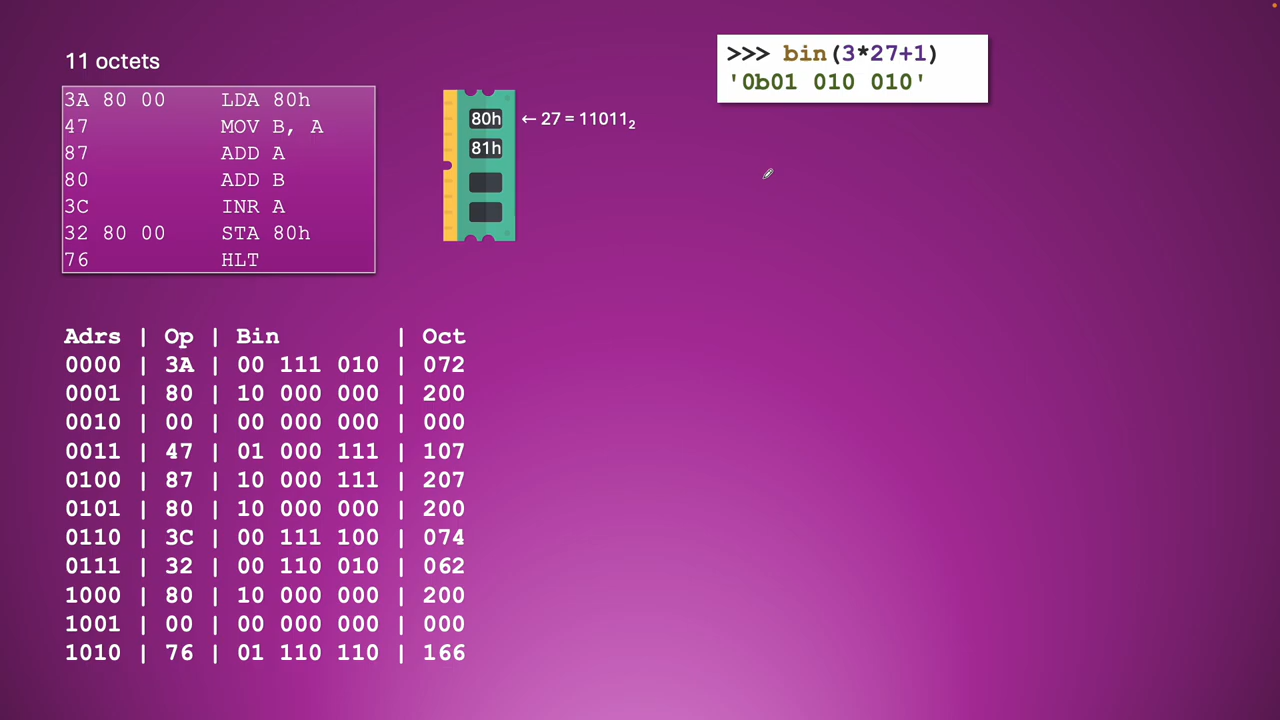 11 octets
3A 80 00 LDA 80h
47 MOV B, A
87 ADD A
80 ADD B
3C INR A
32 80 00 STA 80h
76 HLT
80h
81h
← 27 = 11011₂
>>> bin(3*27+1)
'0b01 010 010'
Adrs | Op | Bin | Oct
0000 | 3A | 00 111 010 | 072
0001 | 80 | 10 000 000 | 200
0010 | 00 | 00 000 000 | 000
0011 | 47 | 01 000 111 | 107
0100 | 87 | 10 000 111 | 207
0101 | 80 | 10 000 000 | 200
0110 | 3C | 00 111 100 | 074
0111 | 32 | 00 110 010 | 062
1000 | 80 | 10 000 000 | 200
1001 | 00 | 00 000 000 | 000
1010 | 76 | 01 110 110 | 166